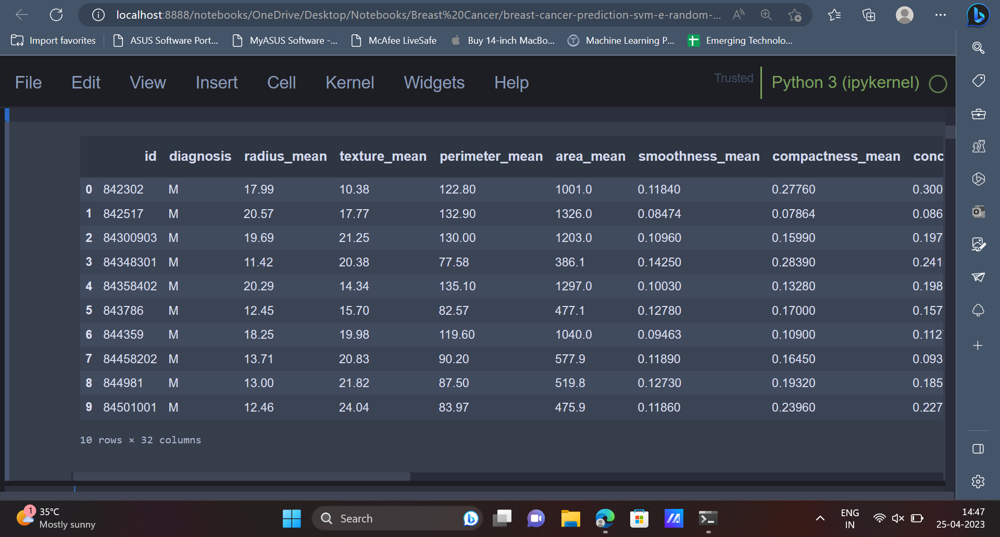 localhost:8888/notebooks/OneDrive/Desktop/Notebooks/Breast%20Cancer/breast-cancer-prediction-svm-e-random-...
Import favorites ASUS Software Port... MyASUS Software -... McAfee LiveSafe Buy 14-inch MacBo... Machine Learning P... Emerging Technolo...
File Edit View Insert Cell Kernel Widgets Help Trusted Python 3 (ipykernel)
id diagnosis radius_mean texture_mean perimeter_mean area_mean smoothness_mean compactness_mean conc
0 842302 M 17.99 10.38 122.80 1001.0 0.11840 0.27760 0.300
1 842517 M 20.57 17.77 132.90 1326.0 0.08474 0.07864 0.086
2 84300903 M 19.69 21.25 130.00 1203.0 0.10960 0.15990 0.197
3 84348301 M 11.42 20.38 77.58 386.1 0.14250 0.28390 0.241
4 84358402 M 20.29 14.34 135.10 1297.0 0.10030 0.13280 0.198
5 843786 M 12.45 15.70 82.57 477.1 0.12780 0.17000 0.157
6 844359 M 18.25 19.98 119.60 1040.0 0.09463 0.10900 0.112
7 84458202 M 13.71 20.83 90.20 577.9 0.11890 0.16450 0.093
8 844981 M 13.00 21.82 87.50 519.8 0.12730 0.19320 0.185
9 84501001 M 12.46 24.04 83.97 475.9 0.11860 0.23960 0.227
10 rows × 32 columns
1 35°C
Mostly sunny
Search
ENG
IN
14:47
25-04-2023